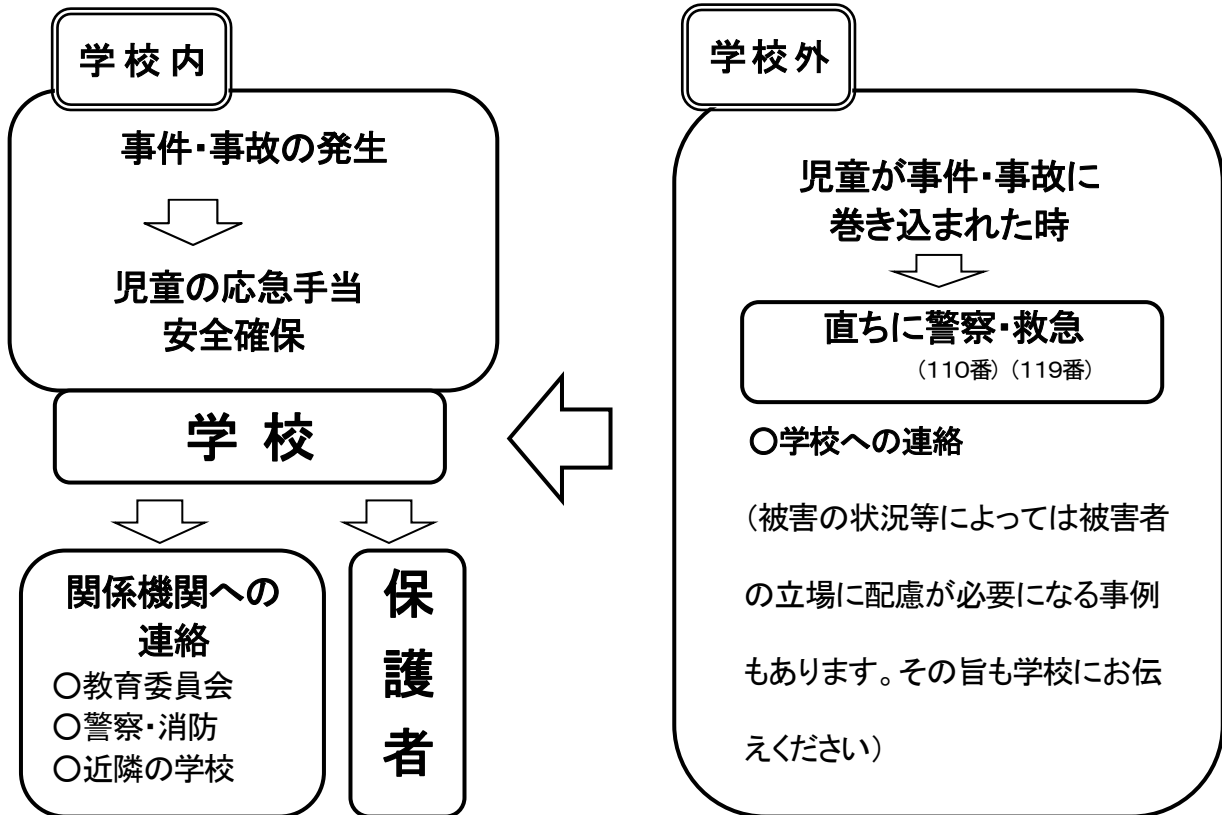 学校内
事件・事故の発生
児童の応急手当
安全確保
学校
関係機関への
連絡
〇教育委員会
〇警察・消防
〇近隣の学校
保護者
学校外
児童が事件・事故に
巻き込まれた時
直ちに警察・救急
(110番)(119番)
〇学校への連絡
(被害の状況等によっては被害者
の立場に配慮が必要になる事例
もあります。その旨も学校にお伝
えください)